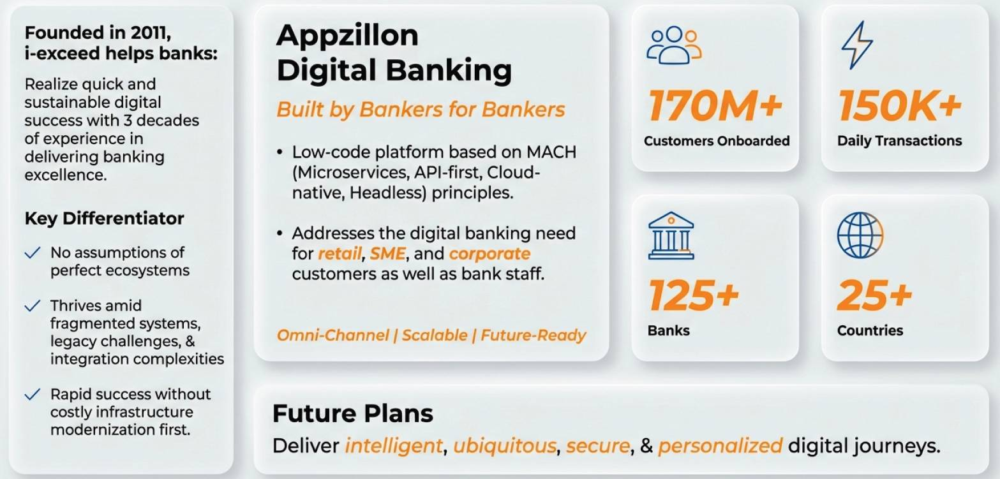 Founded in 2011,
i-exceed helps banks:
Realize quick and
sustainable digital
success with 3 decades
of experience in
delivering banking
excellence.
Key Differentiator
No assumptions of
perfect ecosystems
Thrives amid
fragmented systems,
legacy challenges, &
integration complexities
Rapid success without
costly infrastructure
modernization first.
Appzillon
Digital Banking
Built by Bankers for Bankers
• Low-code platform based on MACH
(Microservices, API-first, Cloud-
native, Headless) principles.
• Addresses the digital banking need
for retail, SME, and corporate
customers as well as bank staff.
Omni-Channel | Scalable | Future-Ready
170M+
Customers Onboarded
150K+
Daily Transactions
125+
Banks
25+
Countries
Future Plans
Deliver intelligent, ubiquitous, secure, & personalized digital journeys.